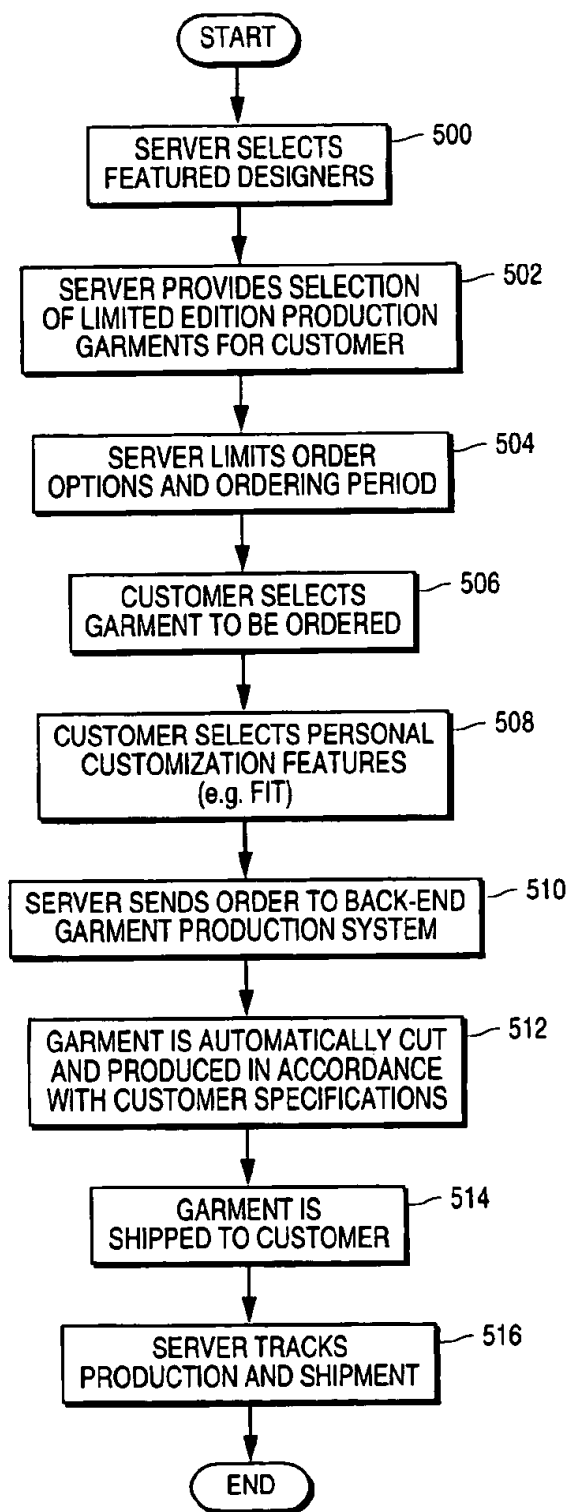 START
500
SERVER SELECTS
FEATURED DESIGNERS
502
SERVER PROVIDES SELECTION
OF LIMITED EDITION PRODUCTION
GARMENTS FOR CUSTOMER
504
SERVER LIMITS ORDER
OPTIONS AND ORDERING PERIOD
506
CUSTOMER SELECTS
GARMENT TO BE ORDERED
508
CUSTOMER SELECTS PERSONAL
CUSTOMIZATION FEATURES
(e.g. FIT)
510
SERVER SENDS ORDER TO BACK-END
GARMENT PRODUCTION SYSTEM
512
GARMENT IS AUTOMATICALLY CUT
AND PRODUCED IN ACCORDANCE
WITH CUSTOMER SPECIFICATIONS
514
GARMENT IS
SHIPPED TO CUSTOMER
516
SERVER TRACKS
PRODUCTION AND SHIPMENT
END